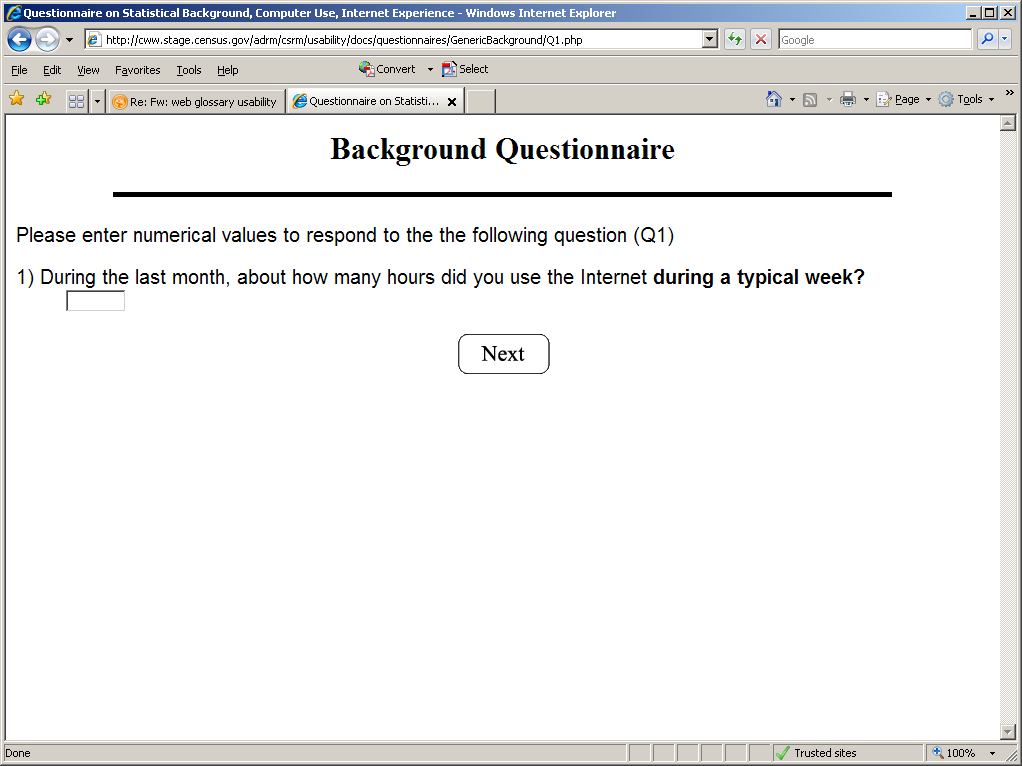 Questionnaire on Statistical Background, Computer Use, Internet Experience - Windows Internet Explorer
http://cww.stage.census.gov/adrm/csrm/usability/docs/questionnaires/GenericBackground/Q1.php
Google
File Edit View Favorites Tools Help Convert Select
Re: Fw: web glossary usability Questionnaire on Statisti... Page Tools
Background Questionnaire
Please enter numerical values to respond to the the following question (Q1)
1) During the last month, about how many hours did you use the Internet during a typical week?
Next
Done Trusted sites 100%